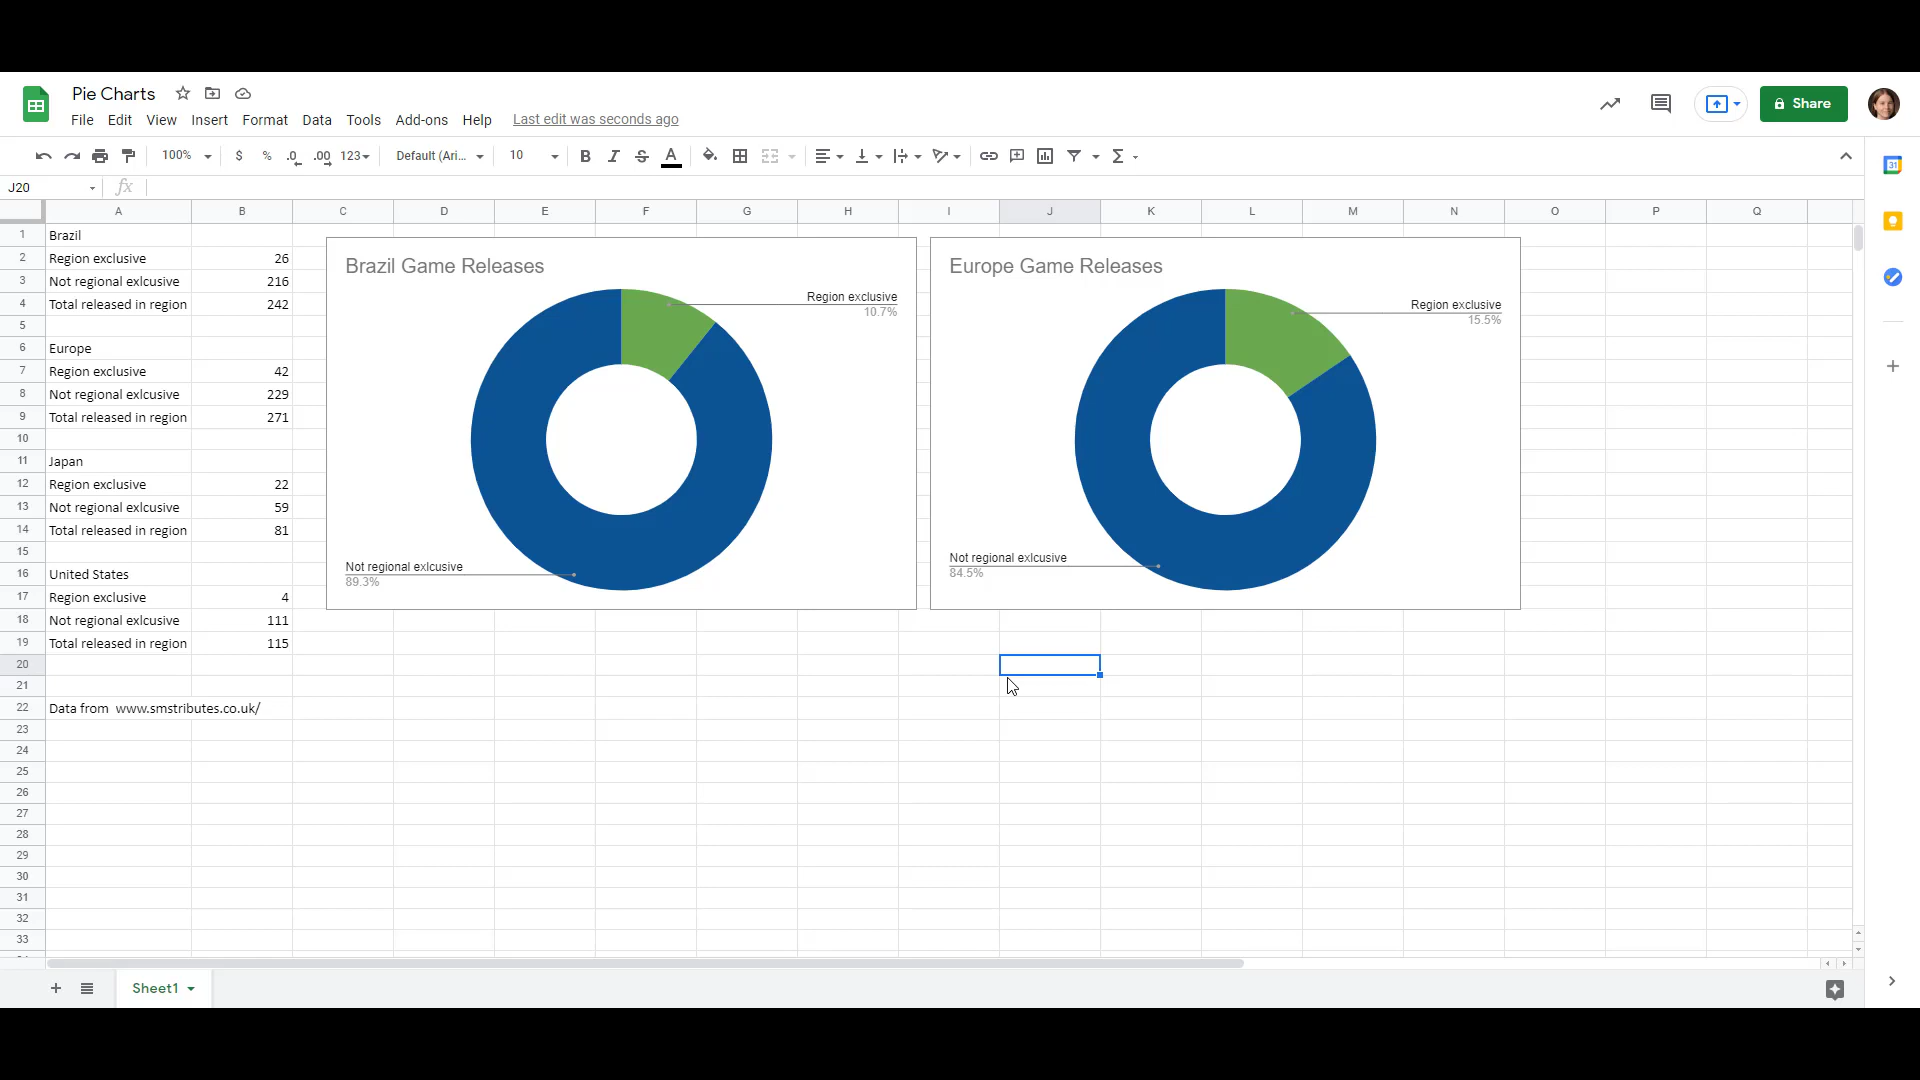 Pie Charts
File Edit View Insert Format Data Tools Add-ons Help Last edit was seconds ago
Share
100% $ % .0 .00 123 Default (Ari... 10 B I S A
31
J20 fx
A B C D E F G H I J K L M N O P Q
1 Brazil
2 Region exclusive 26
3 Not regional exlcusive 216
4 Total released in region 242
5
6 Europe
7 Region exclusive 42
8 Not regional exlcusive 229
9 Total released in region 271
10
11 Japan
12 Region exclusive 22
13 Not regional exlcusive 59
14 Total released in region 81
15
16 United States
17 Region exclusive 4
18 Not regional exlcusive 111
19 Total released in region 115
20
21
22 Data from www.smstributes.co.uk/
23
24
25
26
27
28
29
30
31
32
33
Brazil Game Releases
Region exclusive
10.7%
Not regional exlcusive
89.3%
Europe Game Releases
Region exclusive
15.5%
Not regional exlcusive
84.5%
Sheet1